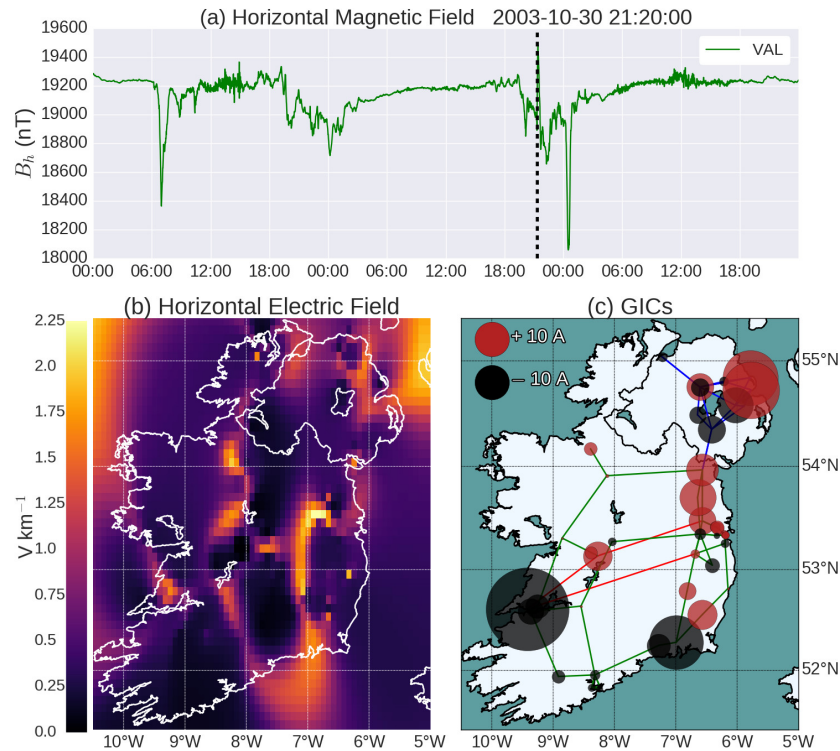 (a) Horizontal Magnetic Field 2003-10-30 21:20:00
19600
19400
19200
19000
18800
18600
18400
18200
18000
B_h (nT)
VAL
00:00 06:00 12:00 18:00 00:00 06:00 12:00 18:00 00:00 06:00 12:00 18:00
(b) Horizontal Electric Field
2.25
2.0
1.75
1.5
1.25
1.0
0.75
0.5
0.25
0.0
V km⁻¹
10°W 9°W 8°W 7°W 6°W 5°W
(c) GICs
+ 10 A
− 10 A
55°N
54°N
53°N
52°N
10°W 9°W 8°W 7°W 6°W 5°W